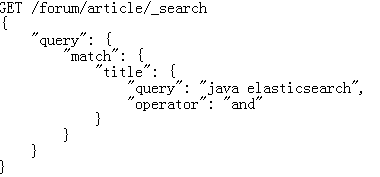 GET /forum/article/_search
{
    "query": {
        "match": {
            "title": {
                "query": "java elasticsearch",
                "operator": "and"
            }
        }
    }
}